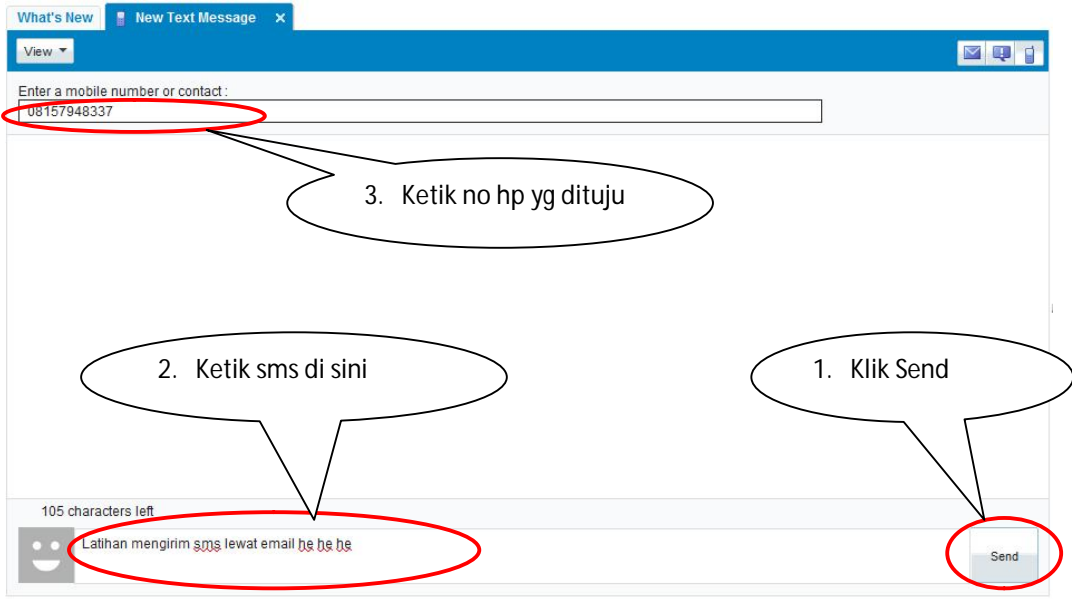 What's New New Text Message ×
View
Enter a mobile number or contact :
08157948337
3. Ketik no hp yg dituju
2. Ketik sms di sini
1. Klik Send
105 characters left
Latihan mengirim sms lewat email he he he
Send